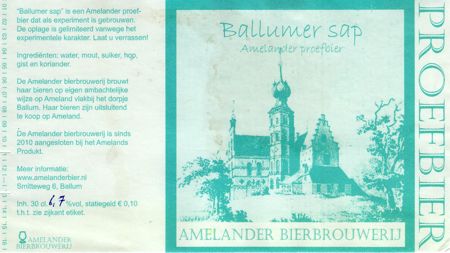 "Ballumer sap" is een Amelander proef-
bier dat als experiment is gebrouwen.
De oplage is gelimiteerd vanwege het
experimentele karakter. Laat u verrassen!
Ingrediënten: water, mout, suiker, hop,
gist en koriander.
De Amelander bierbrouwerij brouwt
haar bieren op eigen ambachtelijke
wijze op Ameland vlakbij het dorpje
Ballum. Haar bieren zijn uitsluitend
te koop op Ameland.
De Amelander bierbrouwerij is sinds
2010 aangesloten bij het Amelands
Produkt.
Meer informatie:
www.amelanderbier.nl
Smitteweg 6, Ballum
Inh. 30 cl. 6,7 %vol, statiegeld € 0,10
t.h.t. zie zijkant etiket.
AMELANDER
BIERBROUWERIJ
Ballumer sap
Amelander proefbier
AMELANDER BIERBROUWERIJ
PROEFBIER